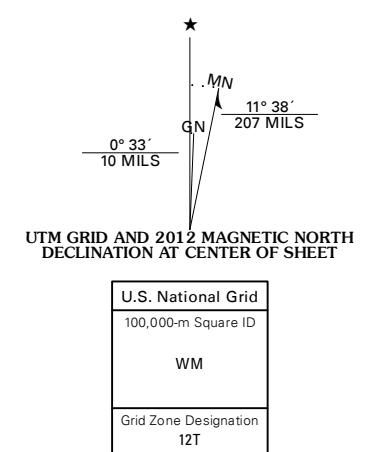 ★
MN
11° 38´
207 MILS
GN
0° 33´
10 MILS
UTM GRID AND 2012 MAGNETIC NORTH
DECLINATION AT CENTER OF SHEET
U.S. National Grid
100,000-m Square ID
WM
Grid Zone Designation
12T